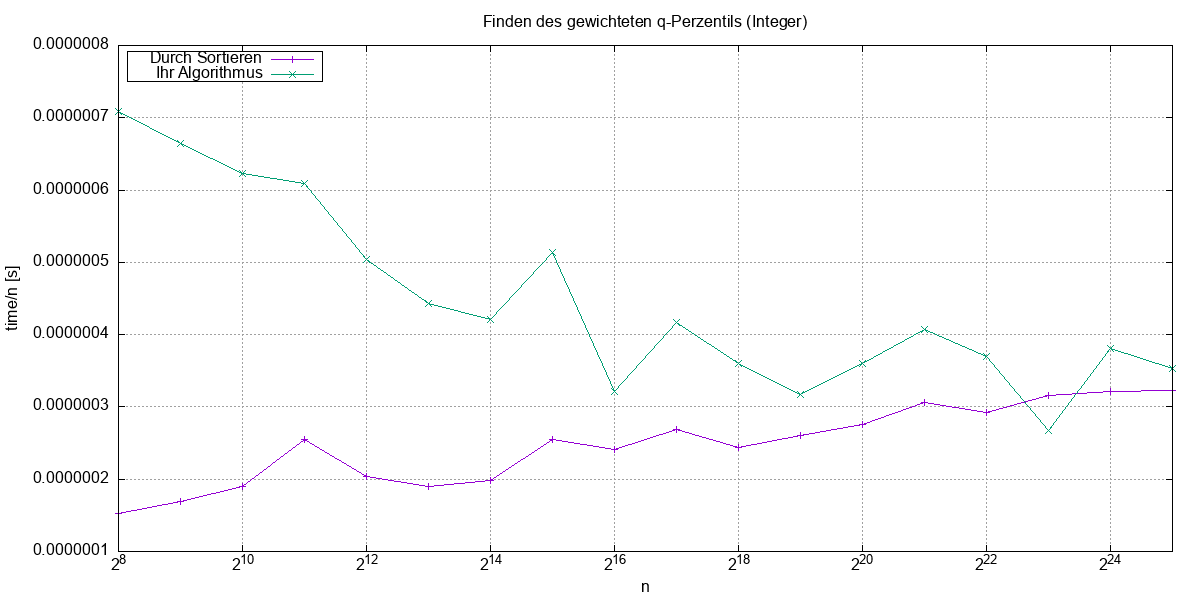 Finden des gewichteten q-Perzentils (Integer)
0.0000008
Durch Sortieren
Ihr Algorithmus
0.0000007
0.0000006
0.0000005
0.0000004
0.0000003
0.0000002
0.0000001
time/n [s]
2^8 2^10 2^12 2^14 2^16 2^18 2^20 2^22 2^24
n